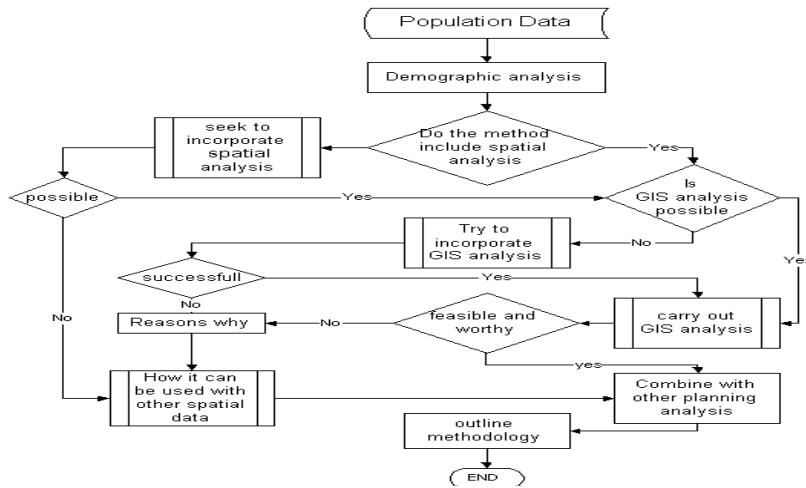 Population Data
Demographic analysis
Do the method
include spatial
analysis
Yes
seek to
incorporate
spatial
analysis
possible
Yes
Is
GIS analysis
possible
Try to
incorporate
GIS analysis
No
Yes
successfull
Yes
No
No
Reasons why
No
feasible and
worthy
carry out
GIS analysis
yes
How it can
be used with
other spatial
data
Combine with
other planning
analysis
outline
methodology
END